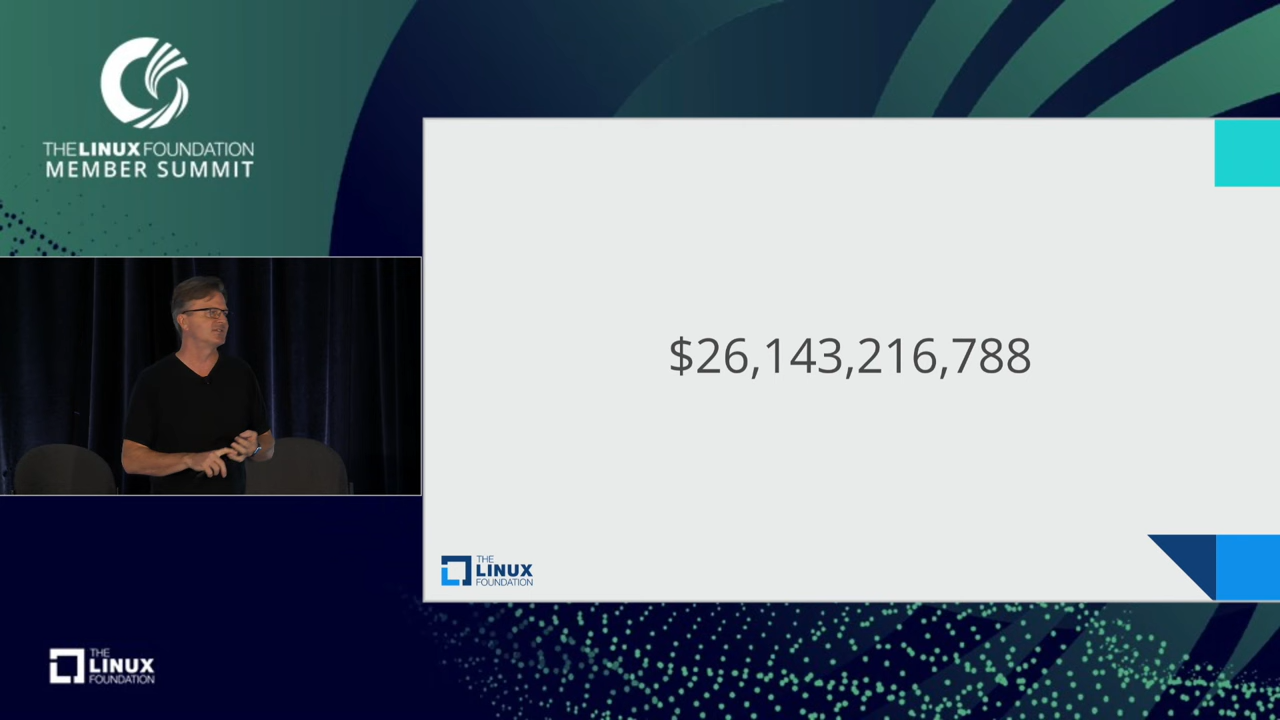 THE LINUX FOUNDATION
MEMBER SUMMIT
$26,143,216,788
THE
LINUX
FOUNDATION
THE
LINUX
FOUNDATION